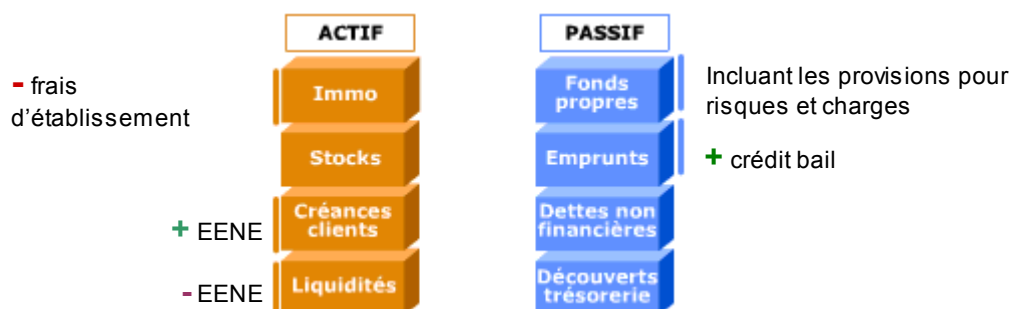 ACTIF
PASSIF
- frais
d'établissement
Immo
Fonds
propres
Incluant les provisions pour
risques et charges
Stocks
Emprunts
+ crédit bail
+ EENE
Créances
clients
Dettes non
financières
- EENE
Liquidités
Découverts
trésorerie